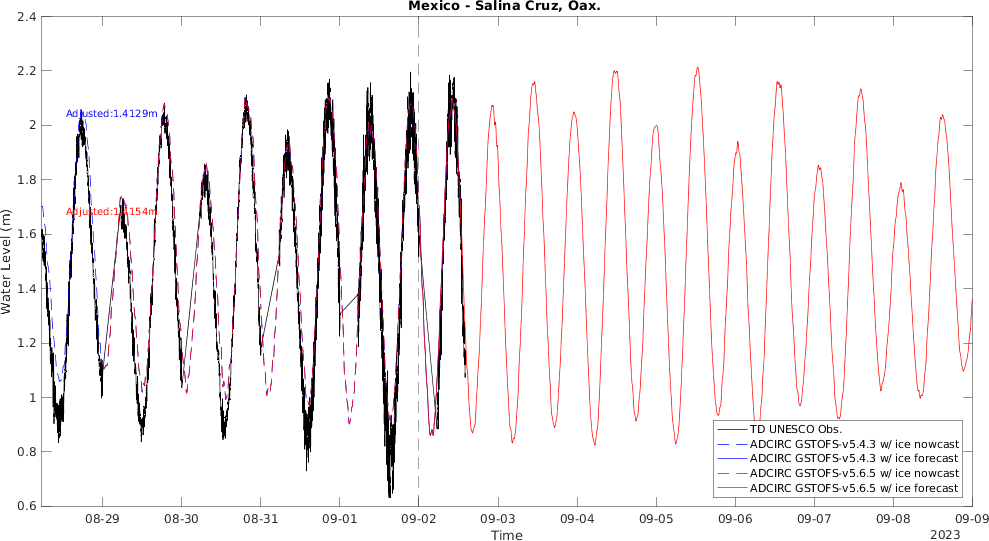 Mexico - Salina Cruz, Oax.
2.4
2.2
2
1.8
1.6
1.4
1.2
1
0.8
0.6
Water Level (m)
Adjusted:1.4129m
Adjusted:1.4154m
TD UNESCO Obs.
ADCIRC GSTOFS-v5.4.3 w/ ice nowcast
ADCIRC GSTOFS-v5.4.3 w/ ice forecast
ADCIRC GSTOFS-v5.6.5 w/ ice nowcast
ADCIRC GSTOFS-v5.6.5 w/ ice forecast
08-29 08-30 08-31 09-01 09-02 09-03 09-04 09-05 09-06 09-07 09-08 09-09
Time
2023